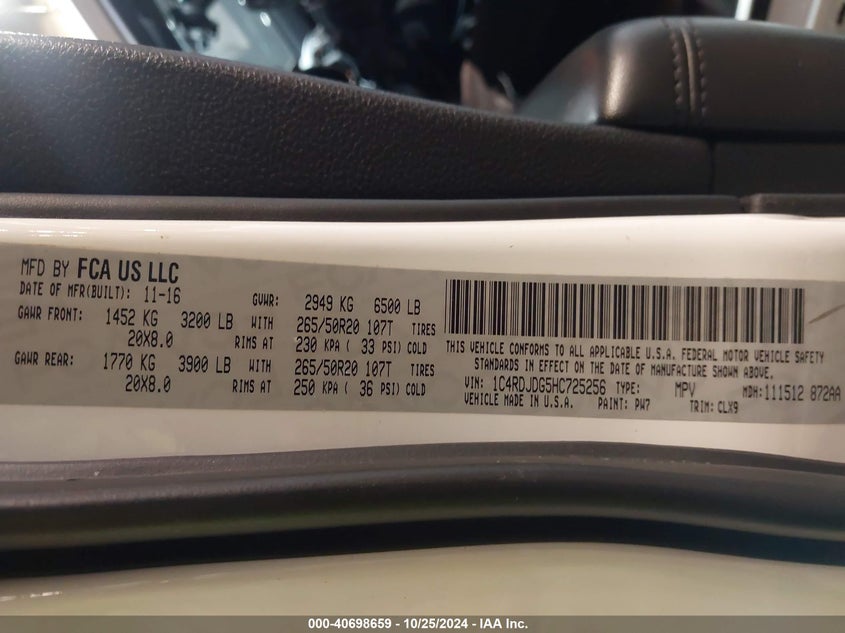 MFD BY FCA US LLC
DATE OF MFR(BUILT): 11-16 GVWR: 2949 KG 6500 LB
GAWR FRONT: 1452 KG 3200 LB WITH 265/50R20 107T TIRES
20X8.0 RIMS AT 230 KPA ( 33 PSI) COLD
GAWR REAR: 1770 KG 3900 LB WITH 265/50R20 107T TIRES
20X8.0 RIMS AT 250 KPA ( 36 PSI) COLD
THIS VEHICLE CONFORMS TO ALL APPLICABLE U.S.A. FEDERAL MOTOR VEHICLE SAFETY
STANDARDS IN EFFECT ON THE DATE OF MANUFACTURE SHOWN ABOVE.
VIN: 1C4RDJDG5HC725256 TYPE: MPV MDH: 111512 872AA
VEHICLE MADE IN U.S.A. PAINT: PW7 TRIM: CLX9
000-40698659 - 10/25/2024 - IAA Inc.